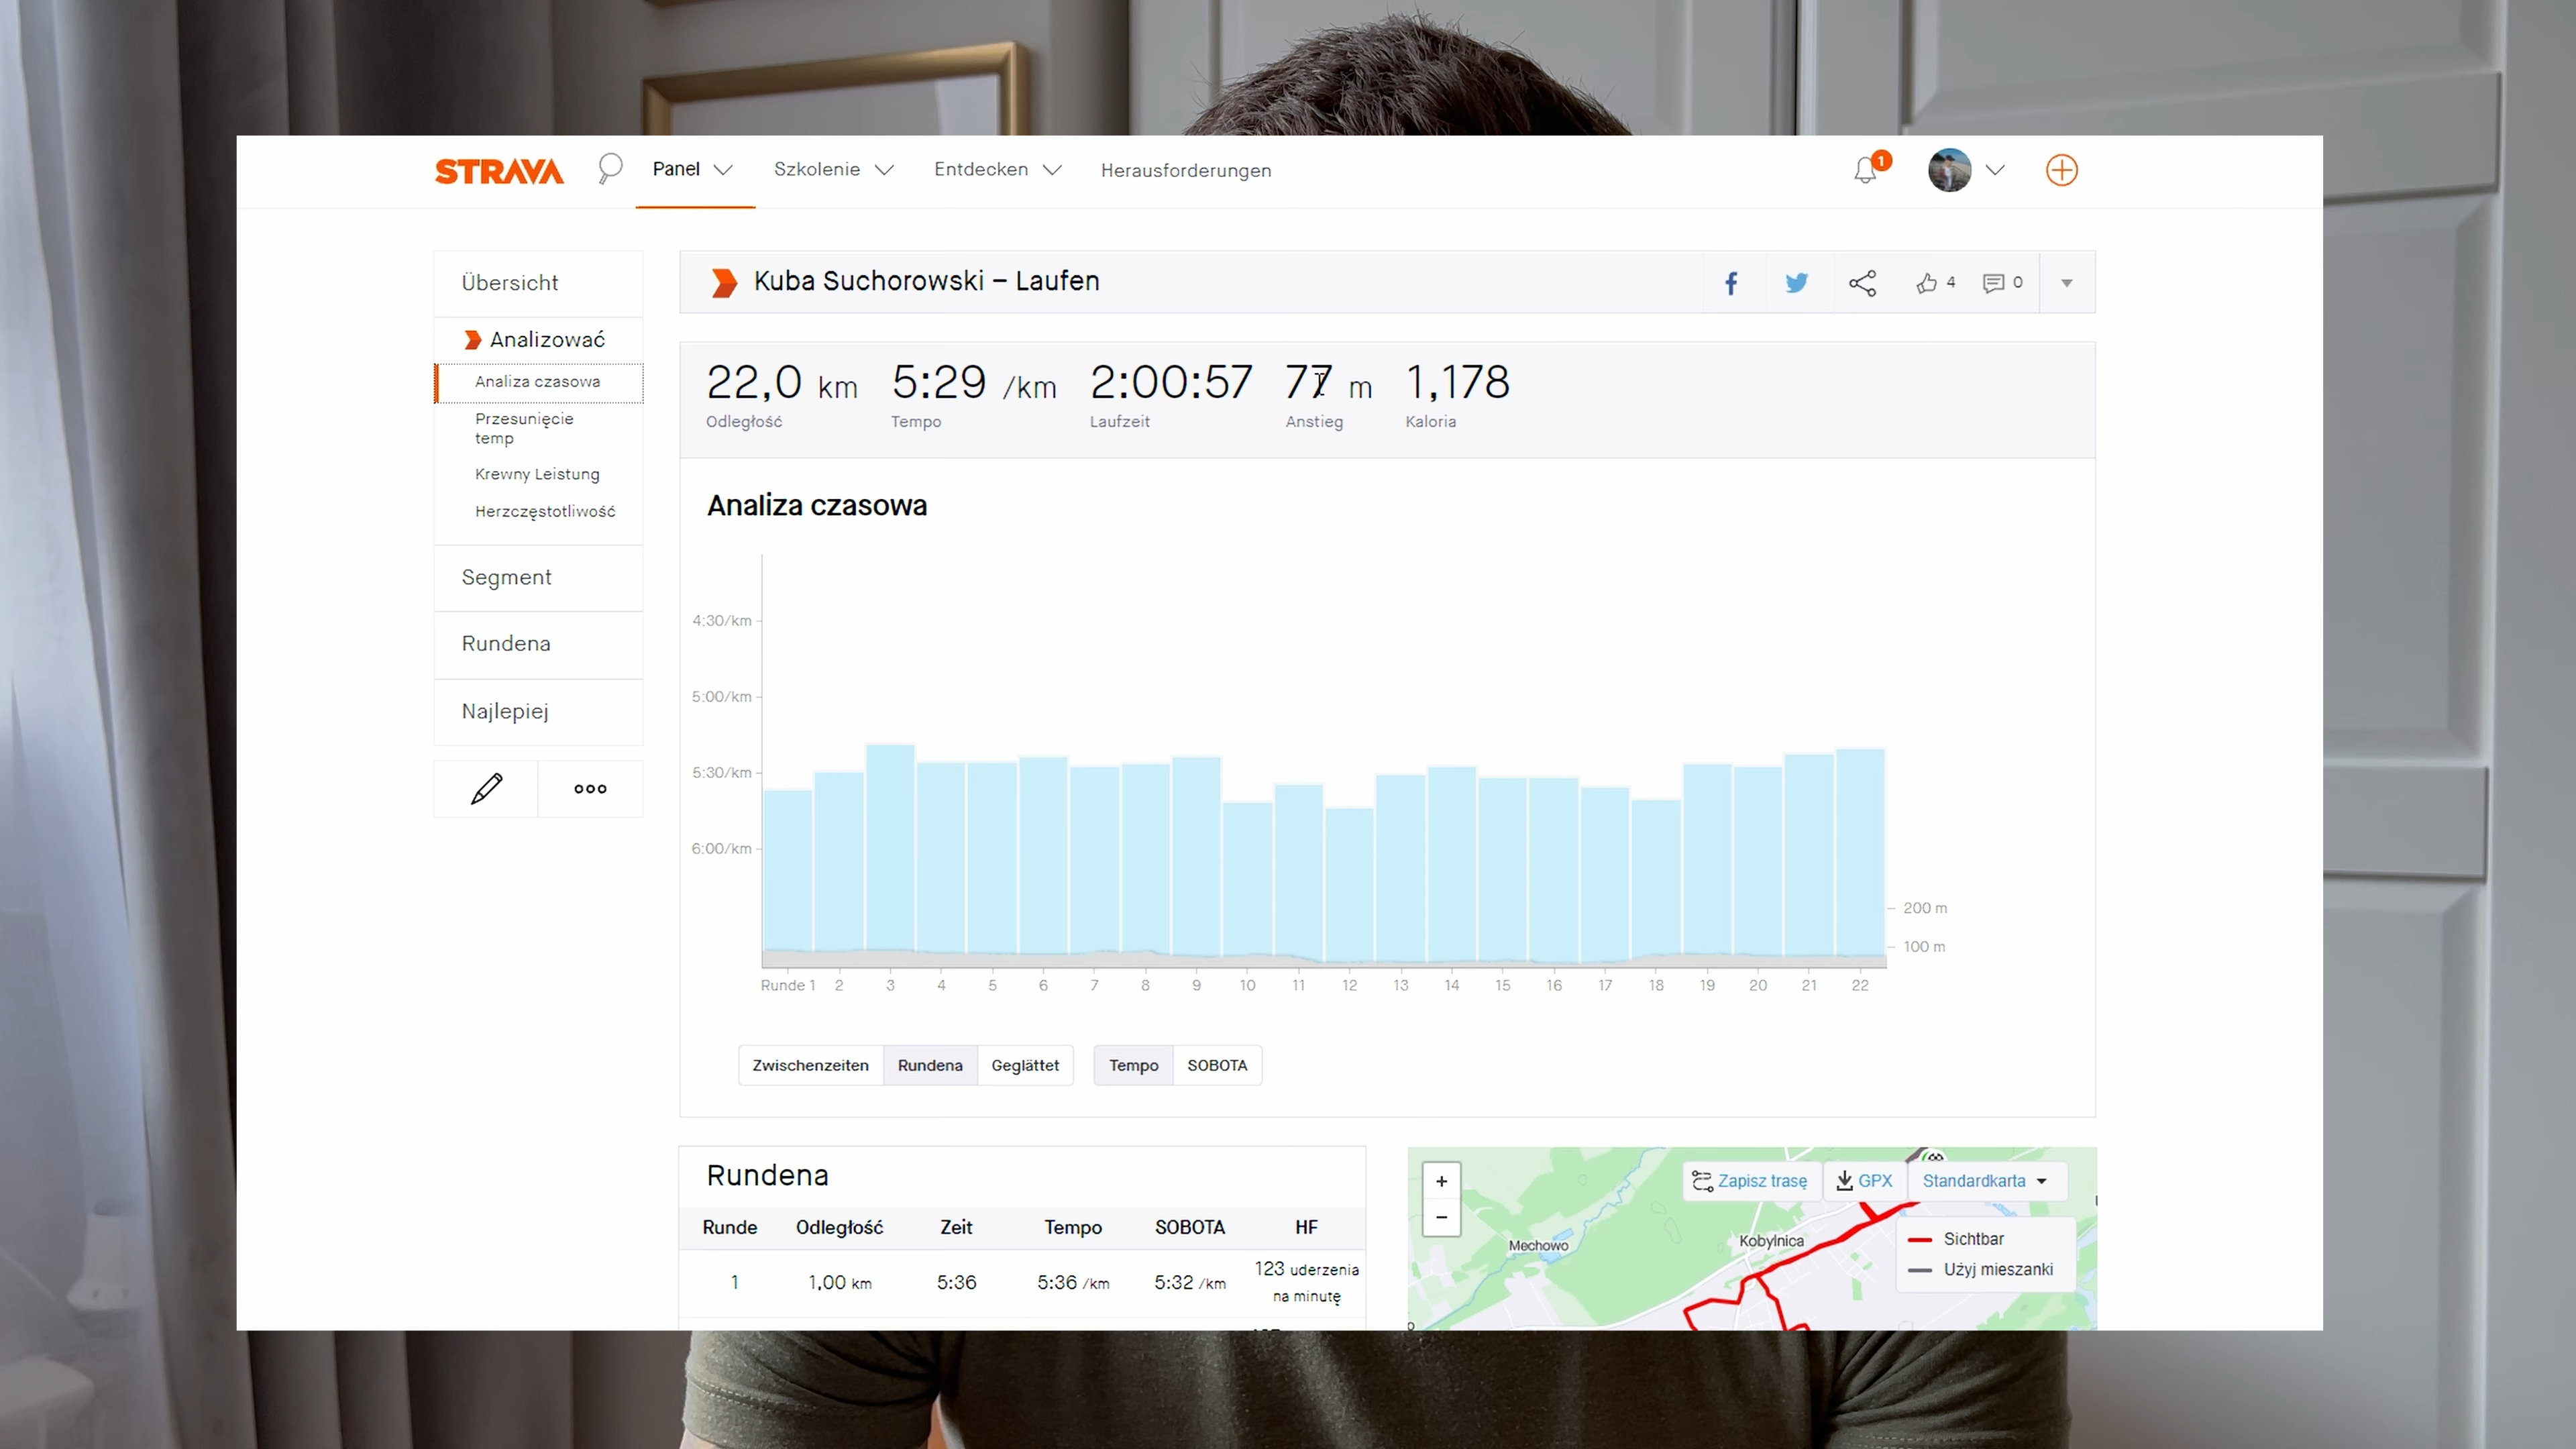 STRAVA
Panel
Szkolenie
Entdecken
Herausforderungen
1
Übersicht
Analizować
Analiza czasowa
Przesunięcie
temp
Krewny Leistung
Herzczęstotliwość
Segment
Rundena
Najlepiej
Kuba Suchorowski – Laufen
4
0
22,0 km 5:29 /km 2:00:57 77 m 1,178
Odległość Tempo Laufzeit Anstieg Kaloria
Analiza czasowa
4:30/km
5:00/km
5:30/km
6:00/km
200 m
100 m
Runde 1 2 3 4 5 6 7 8 9 10 11 12 13 14 15 16 17 18 19 20 21 22
Zwischenzeiten Rundena Geglättet Tempo SOBOTA
Rundena
Runde Odległość Zeit Tempo SOBOTA HF
1 1,00 km 5:36 5:36 /km 5:32 /km 123 uderzenia
na minutę
+
−
Zapisz trasę
GPX
Standardkarta
Mechowo
Kobylnica
Sichtbar
Użyj mieszanki